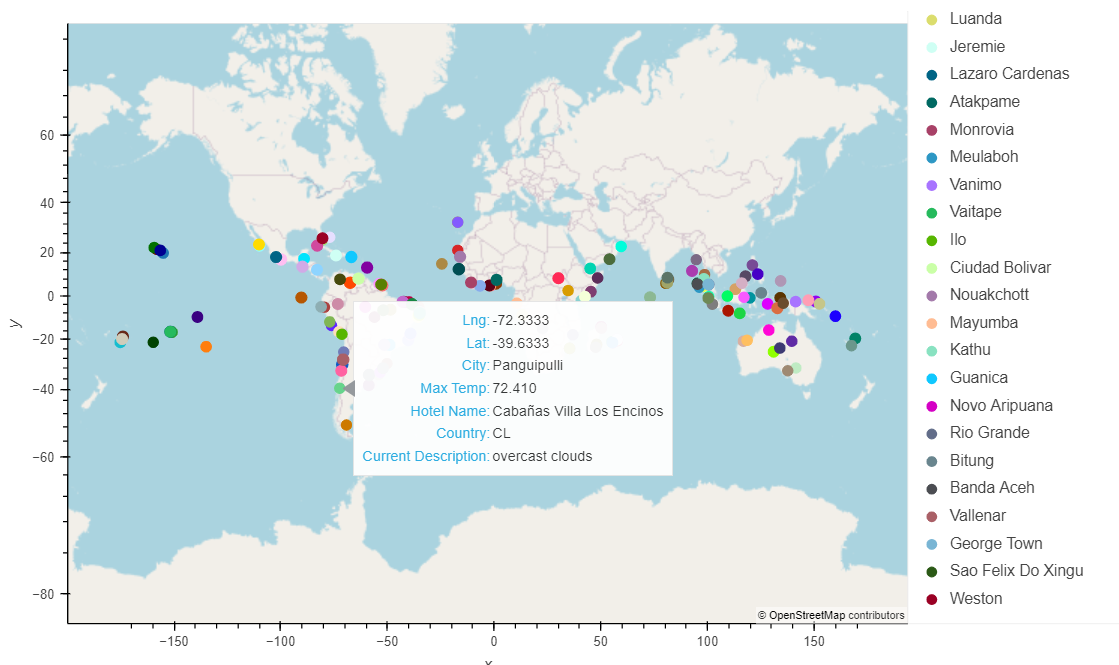 Luanda
Jeremie
Lazaro Cardenas
Atakpame
Monrovia
Meulaboh
Vanimo
Vaitape
Ilo
Ciudad Bolivar
Nouakchott
Mayumba
Kathu
Guanica
Novo Aripuana
Rio Grande
Bitung
Banda Aceh
Vallenar
George Town
Sao Felix Do Xingu
Weston
60
40
20
0
−20
−40
−60
−80
y
Lng: -72.3333
Lat: -39.6333
City: Panguipulli
Max Temp: 72.410
Hotel Name: Cabañas Villa Los Encinos
Country: CL
Current Description: overcast clouds
© OpenStreetMap contributors
−150 −100 −50 0 50 100 150
x